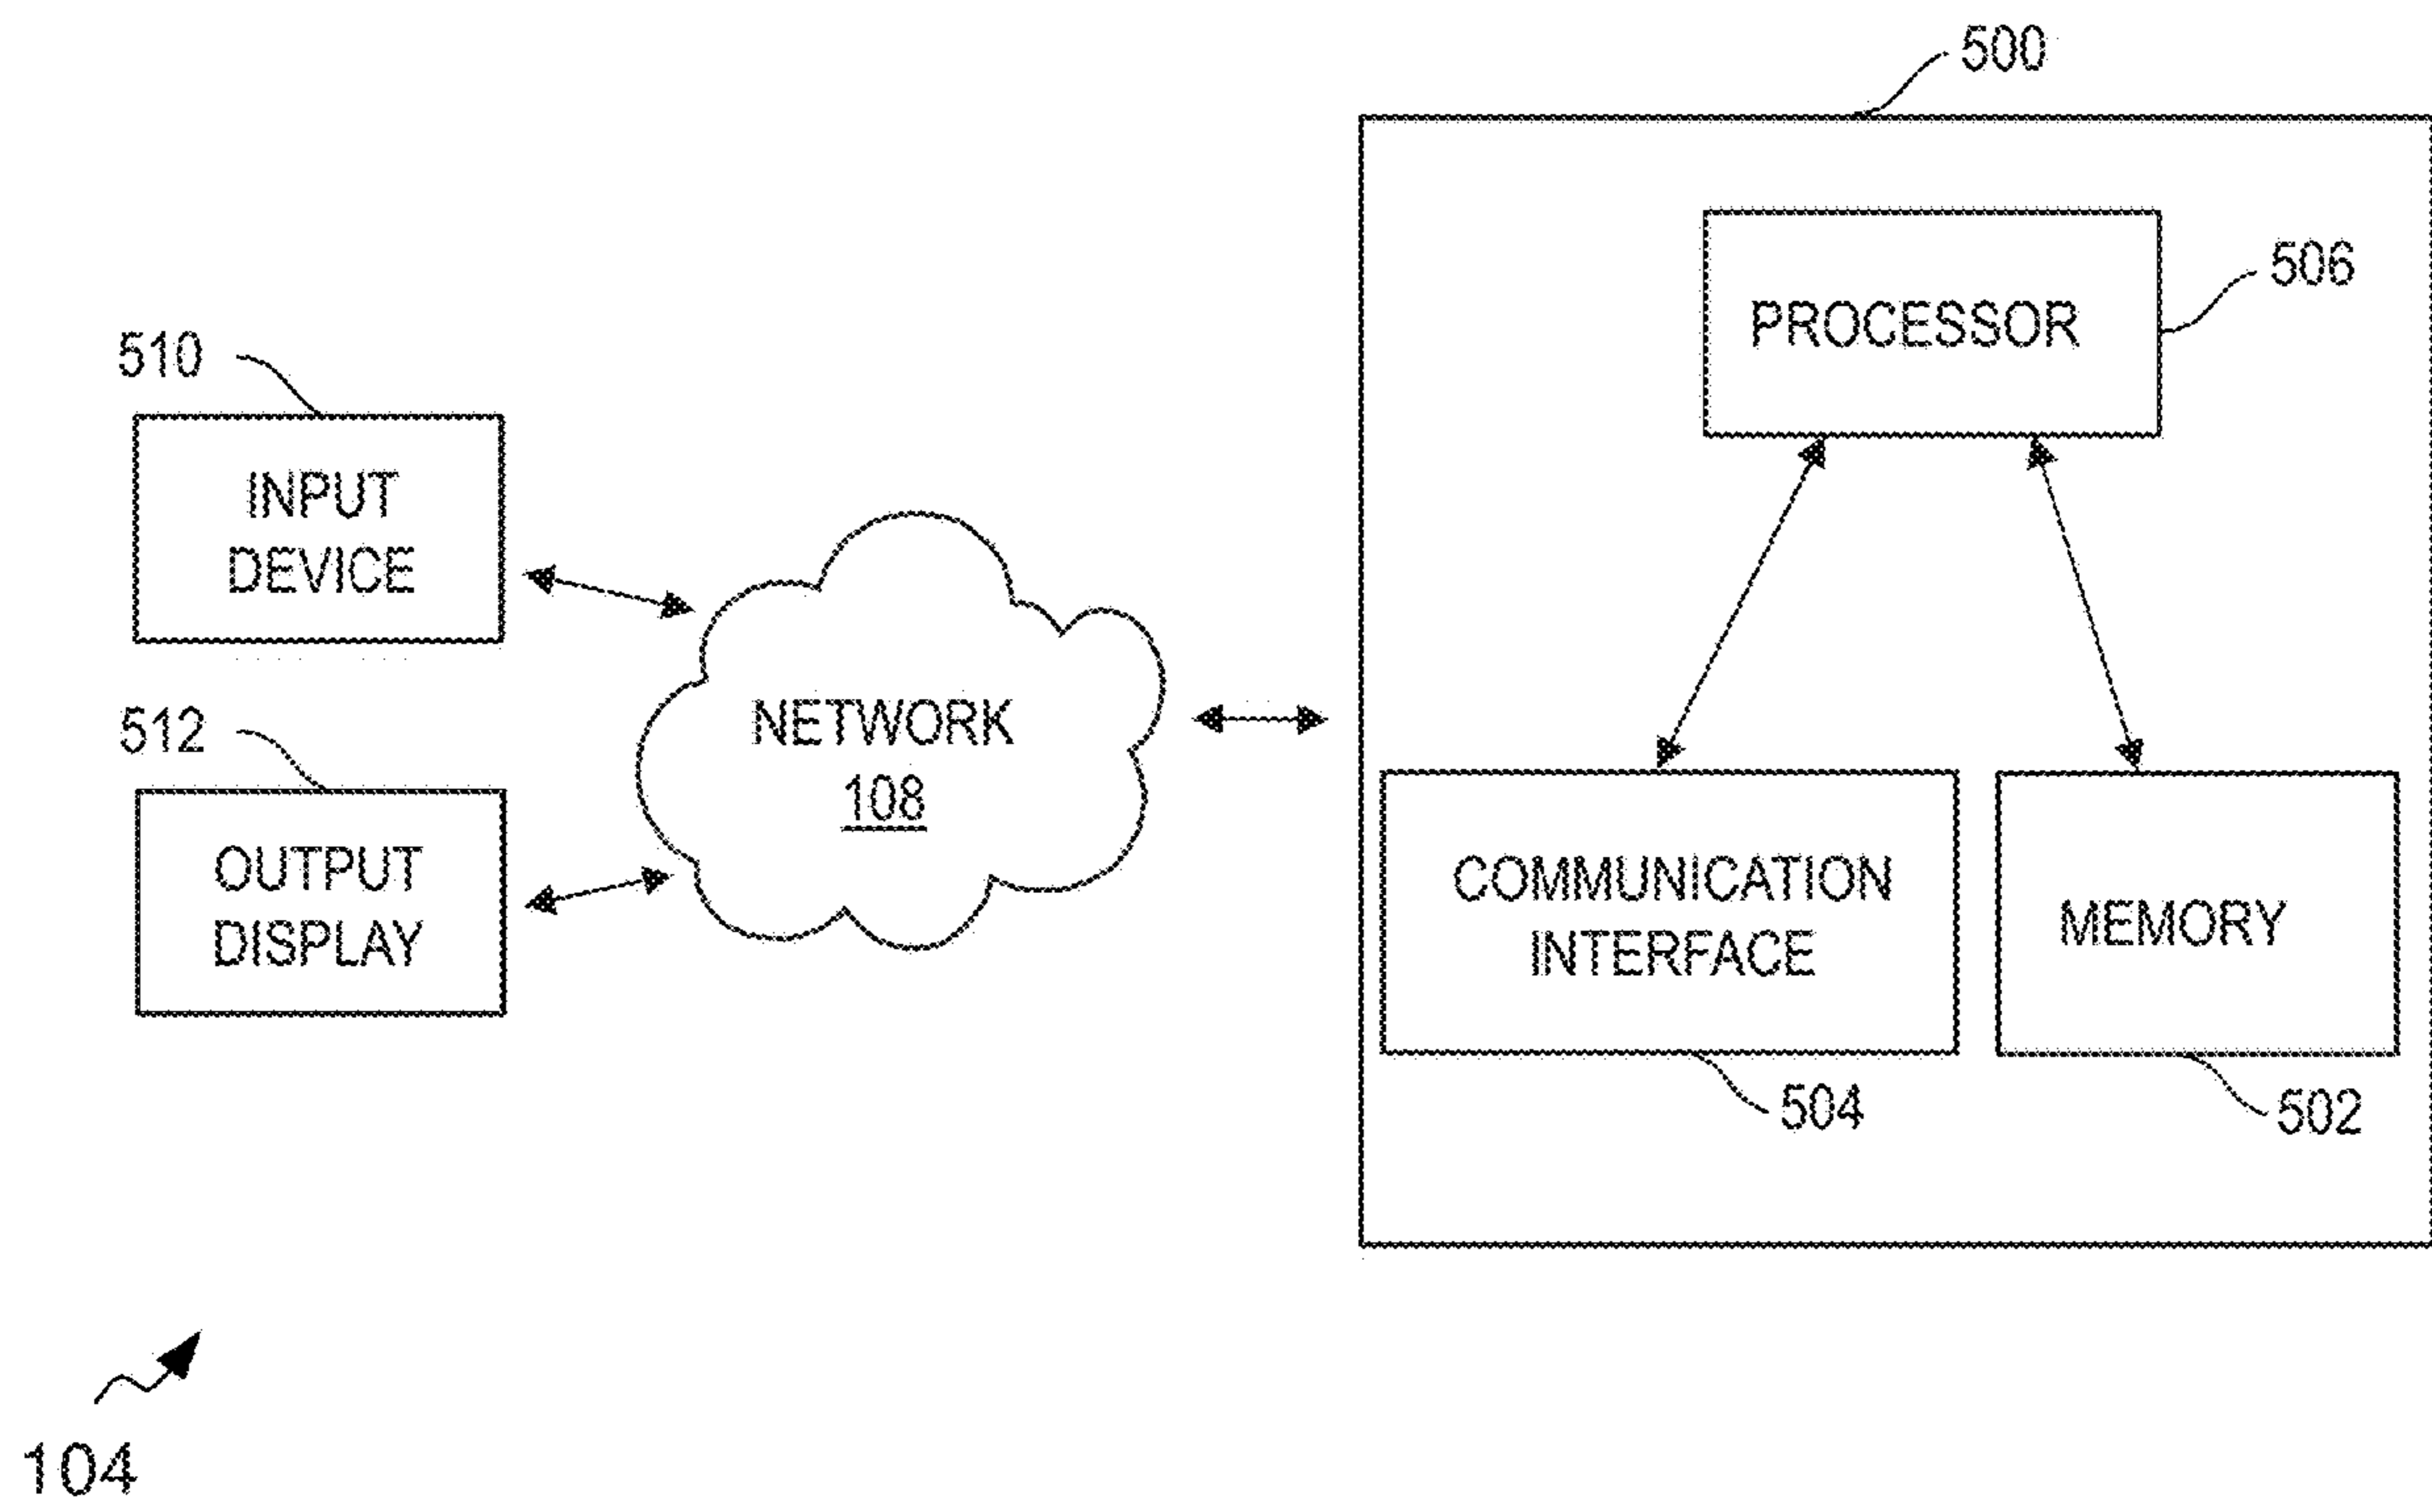 500
PROCESSOR
506
510
INPUT
DEVICE
NETWORK
108
512
OUTPUT
DISPLAY
COMMUNICATION
INTERFACE
504
MEMORY
502
104